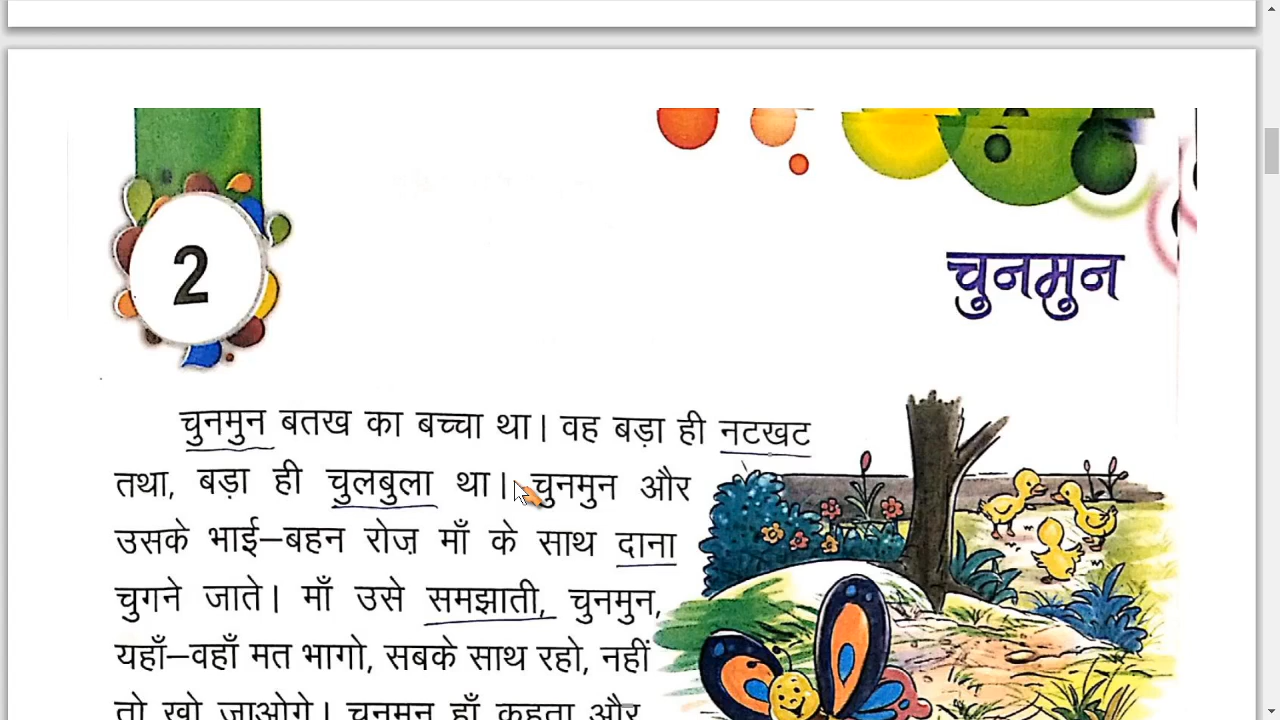 2
चुनमुन
चुनमुन बतख का बच्चा था। वह बड़ा ही नटखट
तथा, बड़ा ही चुलबुला था। चुनमुन और
उसके भाई–बहन रोज़ माँ के साथ दाना
चुगने जाते। माँ उसे समझाती, चुनमुन,
यहाँ–वहाँ मत भागो, सबके साथ रहो, नहीं
तो खो जाओगे। चुनमुन हाँ कहता और